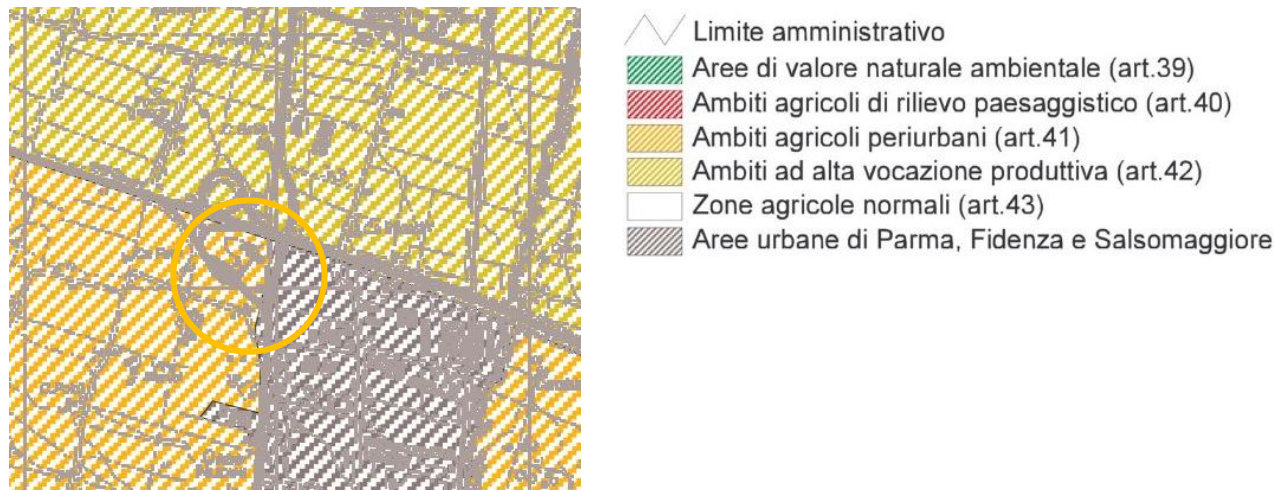 Limite amministrativo
Aree di valore naturale ambientale (art.39)
Ambiti agricoli di rilievo paesaggistico (art.40)
Ambiti agricoli periurbani (art.41)
Ambiti ad alta vocazione produttiva (art.42)
Zone agricole normali (art.43)
Aree urbane di Parma, Fidenza e Salsomaggiore